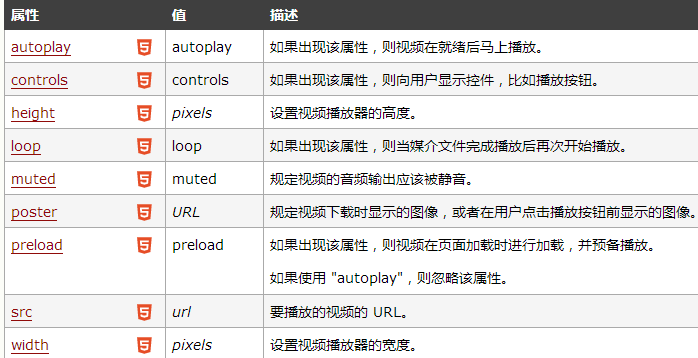 属性 值 描述
autoplay autoplay 如果出现该属性，则视频在就绪后马上播放。
controls controls 如果出现该属性，则向用户显示控件，比如播放按钮。
height pixels 设置视频播放器的高度。
loop loop 如果出现该属性，则当媒介文件完成播放后再次开始播放。
muted muted 规定视频的音频输出应该被静音。
poster URL 规定视频下载时显示的图像，或者在用户点击播放按钮前显示的图像。
preload preload 如果出现该属性，则视频在页面加载时进行加载，并预备播放。
如果使用 "autoplay"，则忽略该属性。
src url 要播放的视频的 URL。
width pixels 设置视频播放器的宽度。